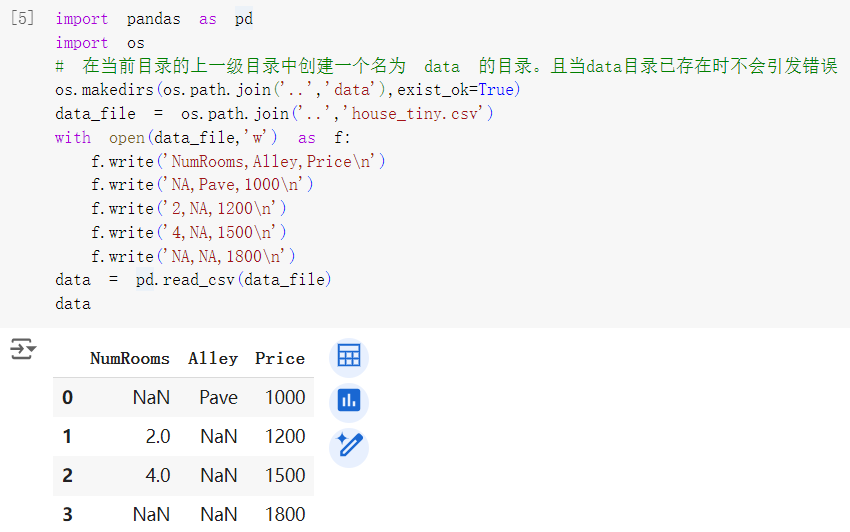 [5] import pandas as pd
import os
# 在当前目录的上一级目录中创建一个名为 data 的目录。且当data目录已存在时不会引发错误
os.makedirs(os.path.join('..','data'),exist_ok=True)
data_file = os.path.join('..','house_tiny.csv')
with open(data_file,'w') as f:
    f.write('NumRooms,Alley,Price\n')
    f.write('NA,Pave,1000\n')
    f.write('2,NA,1200\n')
    f.write('4,NA,1500\n')
    f.write('NA,NA,1800\n')
data = pd.read_csv(data_file)
data
NumRooms Alley Price
0 NaN Pave 1000
1 2.0 NaN 1200
2 4.0 NaN 1500
3 NaN NaN 1800